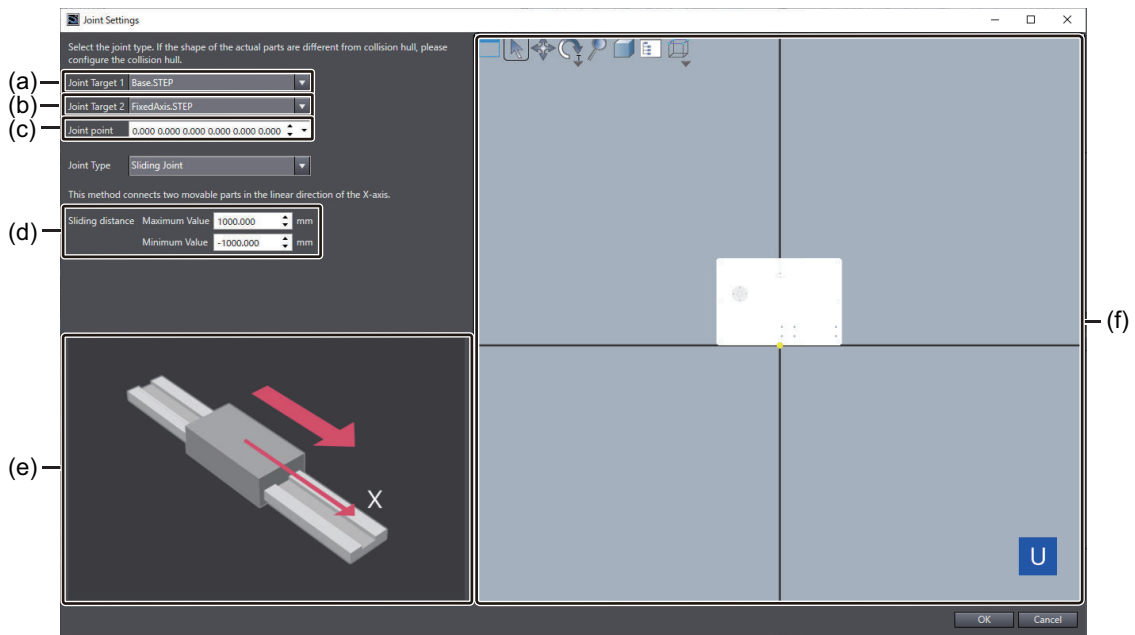 Joint Settings
Select the joint type. If the shape of the actual parts are different from collision hull, please
configure the collision hull.
(a)
Joint Target 1 Base.STEP
(b)
Joint Target 2 FixedAxis.STEP
(c)
Joint point 0.000 0.000 0.000 0.000 0.000 0.000
Joint Type Sliding Joint
This method connects two movable parts in the linear direction of the X-axis.
(d)
Sliding distance Maximum Value 1000.000 mm
Minimum Value -1000.000 mm
(e)
X
(f)
U
OK Cancel